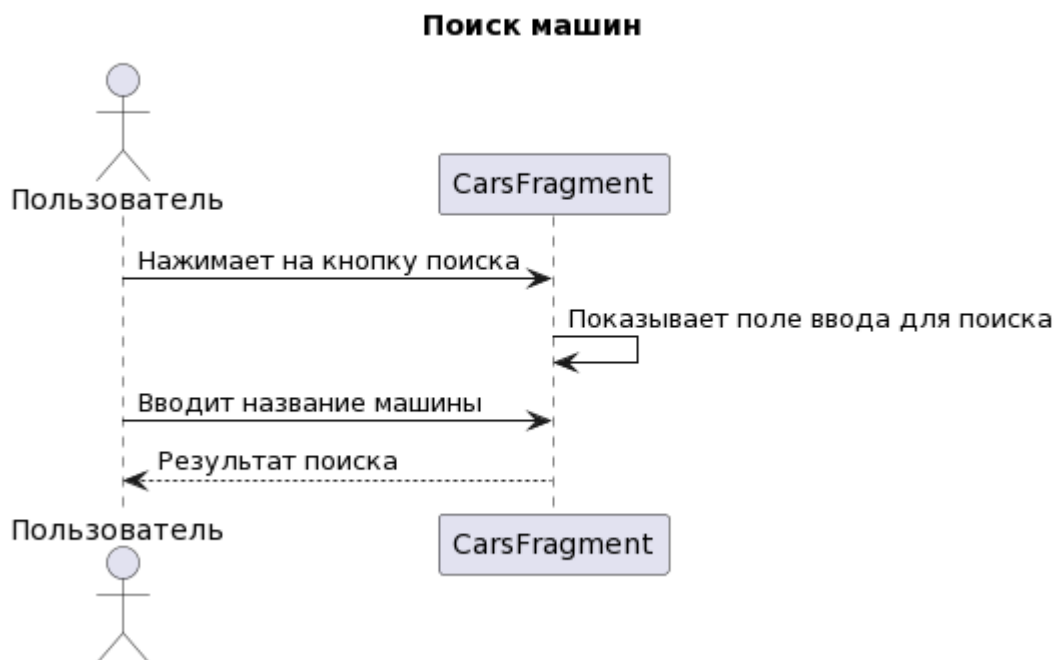 Поиск машин
Пользователь
CarsFragment
Нажимает на кнопку поиска
Показывает поле ввода для поиска
Вводит название машины
Результат поиска
Пользователь
CarsFragment